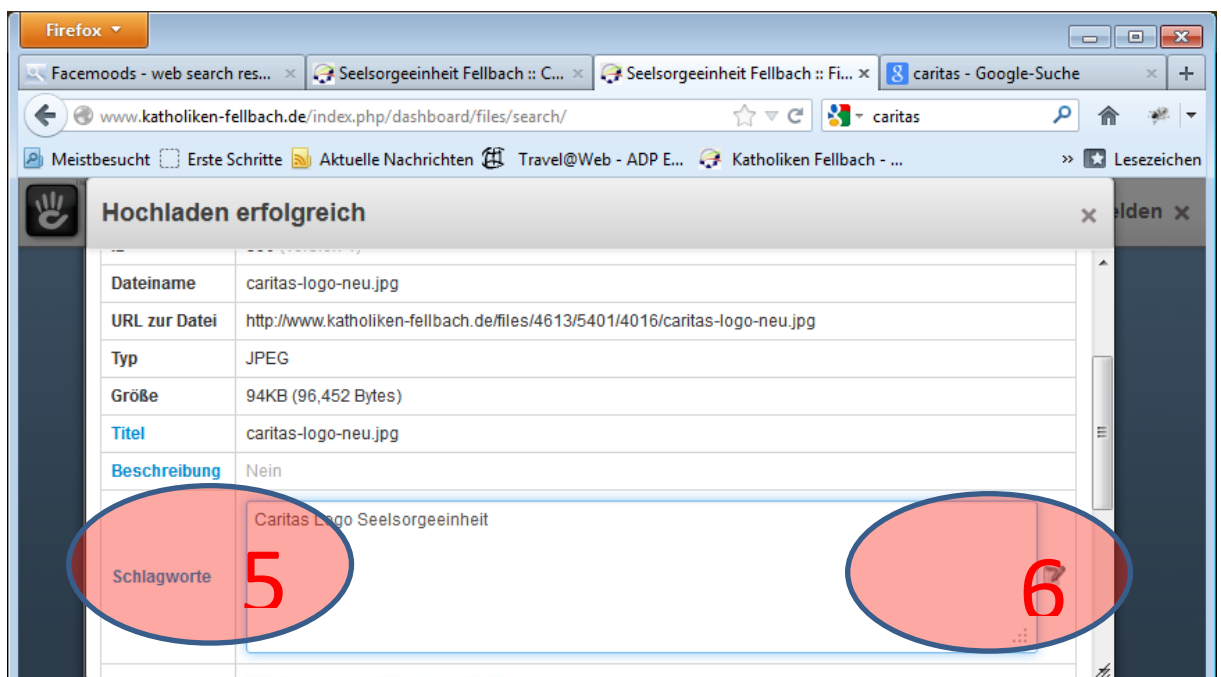 Firefox
Facemoods - web search res... Seelsorgeeinheit Fellbach :: C... Seelsorgeeinheit Fellbach :: Fi... caritas - Google-Suche
www.katholiken-fellbach.de/index.php/dashboard/files/search/ caritas
Meistbesucht Erste Schritte Aktuelle Nachrichten Travel@Web - ADP E... Katholiken Fellbach - ... » Lesezeichen
Hochladen erfolgreich elden
Dateiname caritas-logo-neu.jpg
URL zur Datei http://www.katholiken-fellbach.de/files/4613/5401/4016/caritas-logo-neu.jpg
Typ JPEG
Größe 94KB (96,452 Bytes)
Titel caritas-logo-neu.jpg
Beschreibung Nein
Caritas Logo Seelsorgeeinheit
Schlagworte 5 6